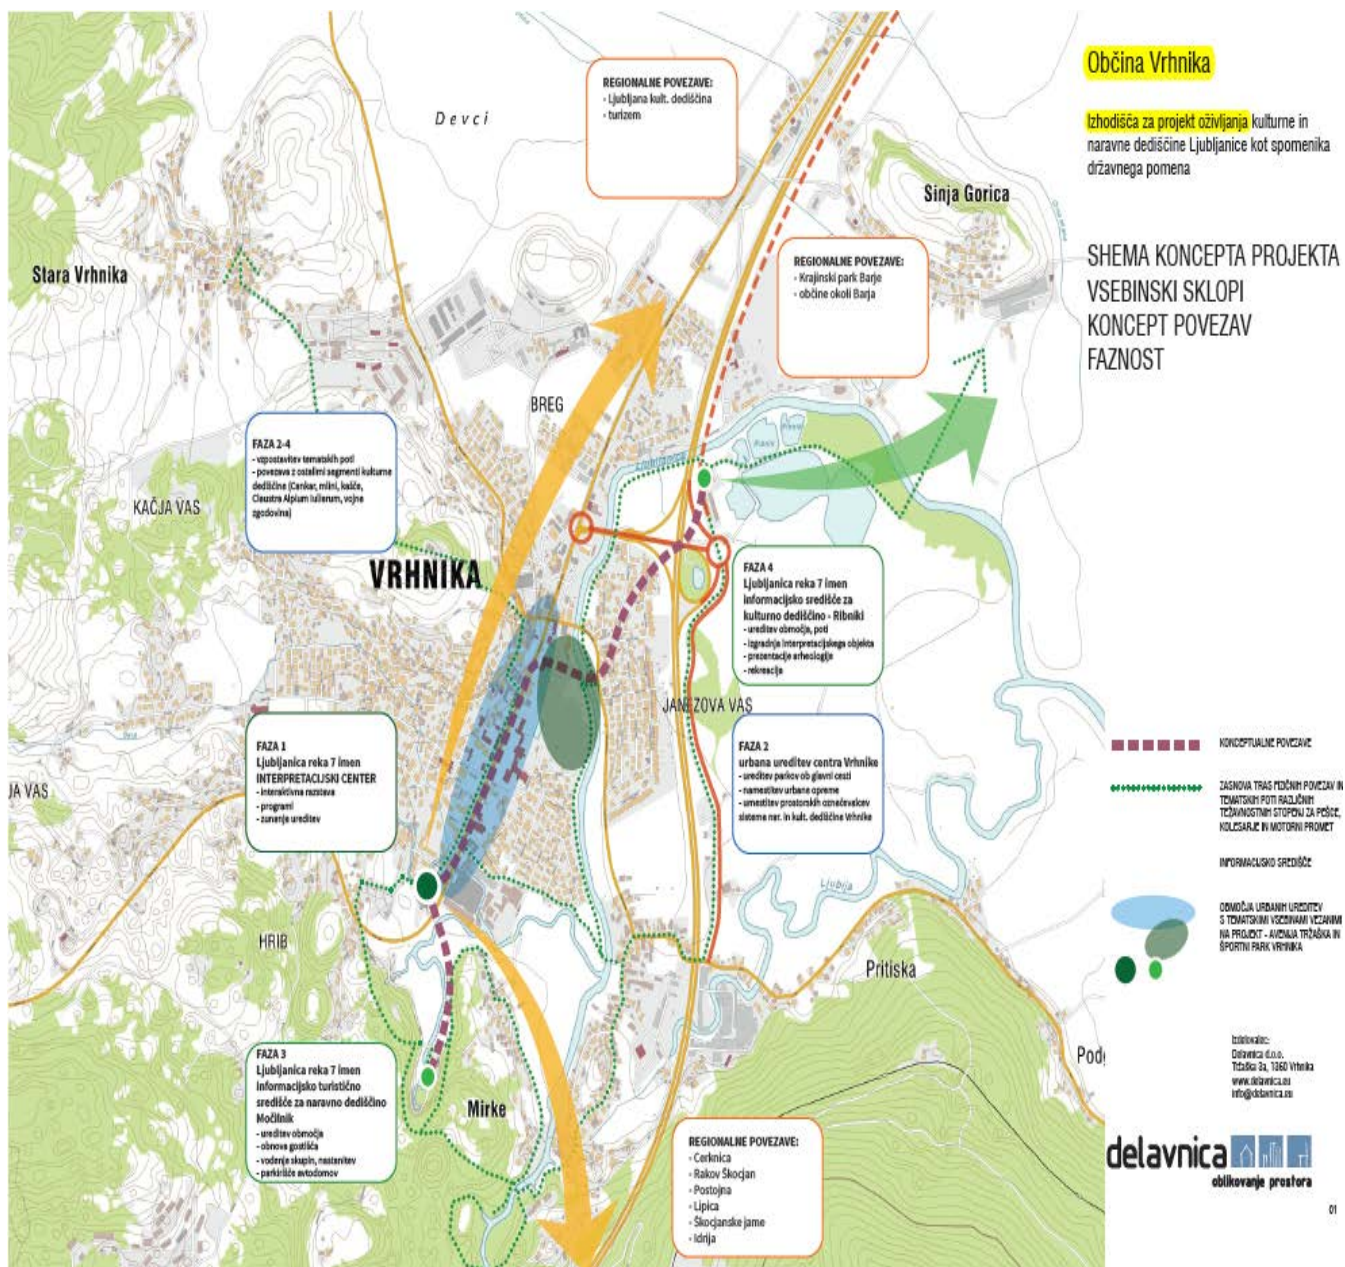 Občina Vrhnika
Izhodišča za projekt oživljanja kulturne in
naravne dediščine Ljubljanice kot spomenika
državnega pomena
SHEMA KONCEPTA PROJEKTA
VSEBINSKI SKLOPI
KONCEPT POVEZAV
FAZNOST
REGIONALNE POVEZAVE:
- Ljubljana kult. dediščina
- turizem
Devci
Sinja Gorica
Stara Vrhnika
REGIONALNE POVEZAVE:
- Krajinski park Barje
- občine okoli Barja
BREG
Ljubljanica
FAZA 2-4
- vzpostavitev tematskih poti
- povezava z ostalimi segmenti kulturne
dediščine (Cankar, mlini, kašče,
Claustra Alpium Iulierum, vojne
zgodovina)
KAČJA VAS
VRHNIKA
FAZA 4
Ljubljanica reka 7 imen
informacijsko središče za
kulturno dediščino - Ribniki
- ureditev območja, poti
- izgradnja interpretacijskega objekta
- prezentacije arheologije
- rekreacija
JANEZOVA VAS
FAZA 1
Ljubljanica reka 7 imen
INTERPRETACIJSKI CENTER
- interaktivna razstava
- programi
- zunanje ureditev
FAZA 2
urbana ureditev centra Vrhnike
- ureditev parkov ob glavni cesti
- namestitev urbane opreme
- umestitev prostorskih označevalcev
sistema nar. in kult. dediščine Vrhnike
JA VAS
HRIB
Ljubija
Pritiska
FAZA 3
Ljubljanica reka 7 imen
informacijsko turistično
središče za naravno dediščino
Močilnik
- ureditev območja
- obnova gostišča
- vodenje skupin, nastanitev
- parkirišče avtodomov
Mirke
REGIONALNE POVEZAVE:
- Cerknica
- Rakov Škocjan
- Postojna
- Lipica
- Škocjanske jame
- Idrija
KONCEPTUALNE POVEZAVE
ZASNOVA TRAS FIZIČNIH POVEZAV IN
TEMATSKIH POTI RAZLIČNIH
TEŽAVNOSTNIH STOPENJ ZA PEŠCE,
KOLESARJE IN MOTORNI PROMET
INFORMACIJSKO SREDIŠČE
OBMOČJA URBANIH UREDITEV
S TEMATSKIMI VSEBINAMI VEZANIMI
NA PROJEKT - AVENIJA TRŽAŠKA IN
ŠPORTNI PARK VRHNIKA
Izdelovalec:
Delavnica d.o.o.
Tržaška 3a, 1360 Vrhnika
www.delavnica.eu
info@delavnica.eu
delavnica
oblikovanje prostora
01